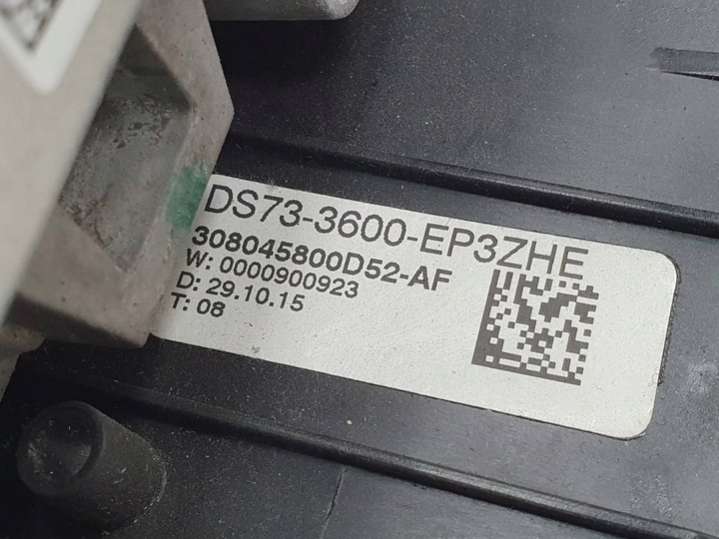 DS73-3600-EP3ZHE
308045800D52-AF
W: 0000900923
D: 29.10.15
T: 08